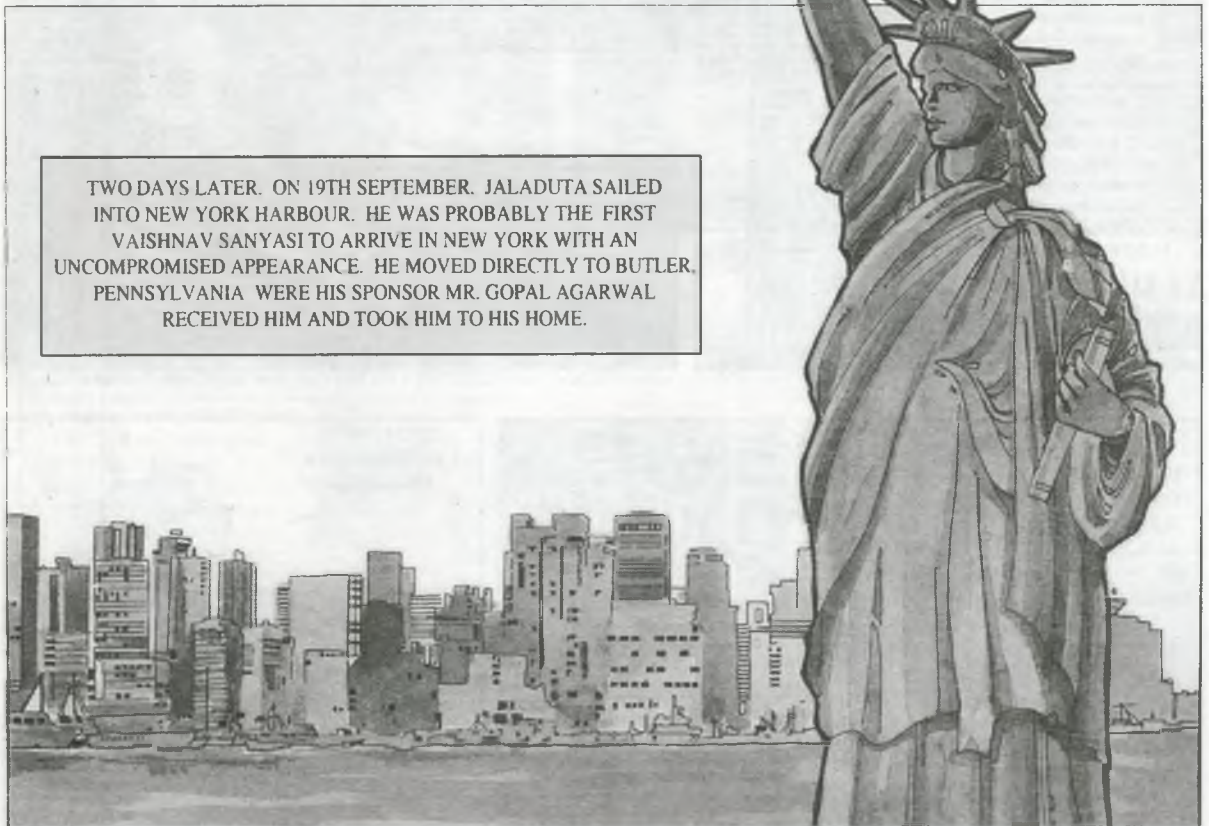 TWO DAYS LATER. ON 19TH SEPTEMBER. JALADUTA SAILED
INTO NEW YORK HARBOUR. HE WAS PROBABLY THE FIRST
VAISHNAV SANYASI TO ARRIVE IN NEW YORK WITH AN
UNCOMPROMISED APPEARANCE. HE MOVED DIRECTLY TO BUTLER,
PENNSYLVANIA WERE HIS SPONSOR MR. GOPAL AGARWAL
RECEIVED HIM AND TOOK HIM TO HIS HOME.